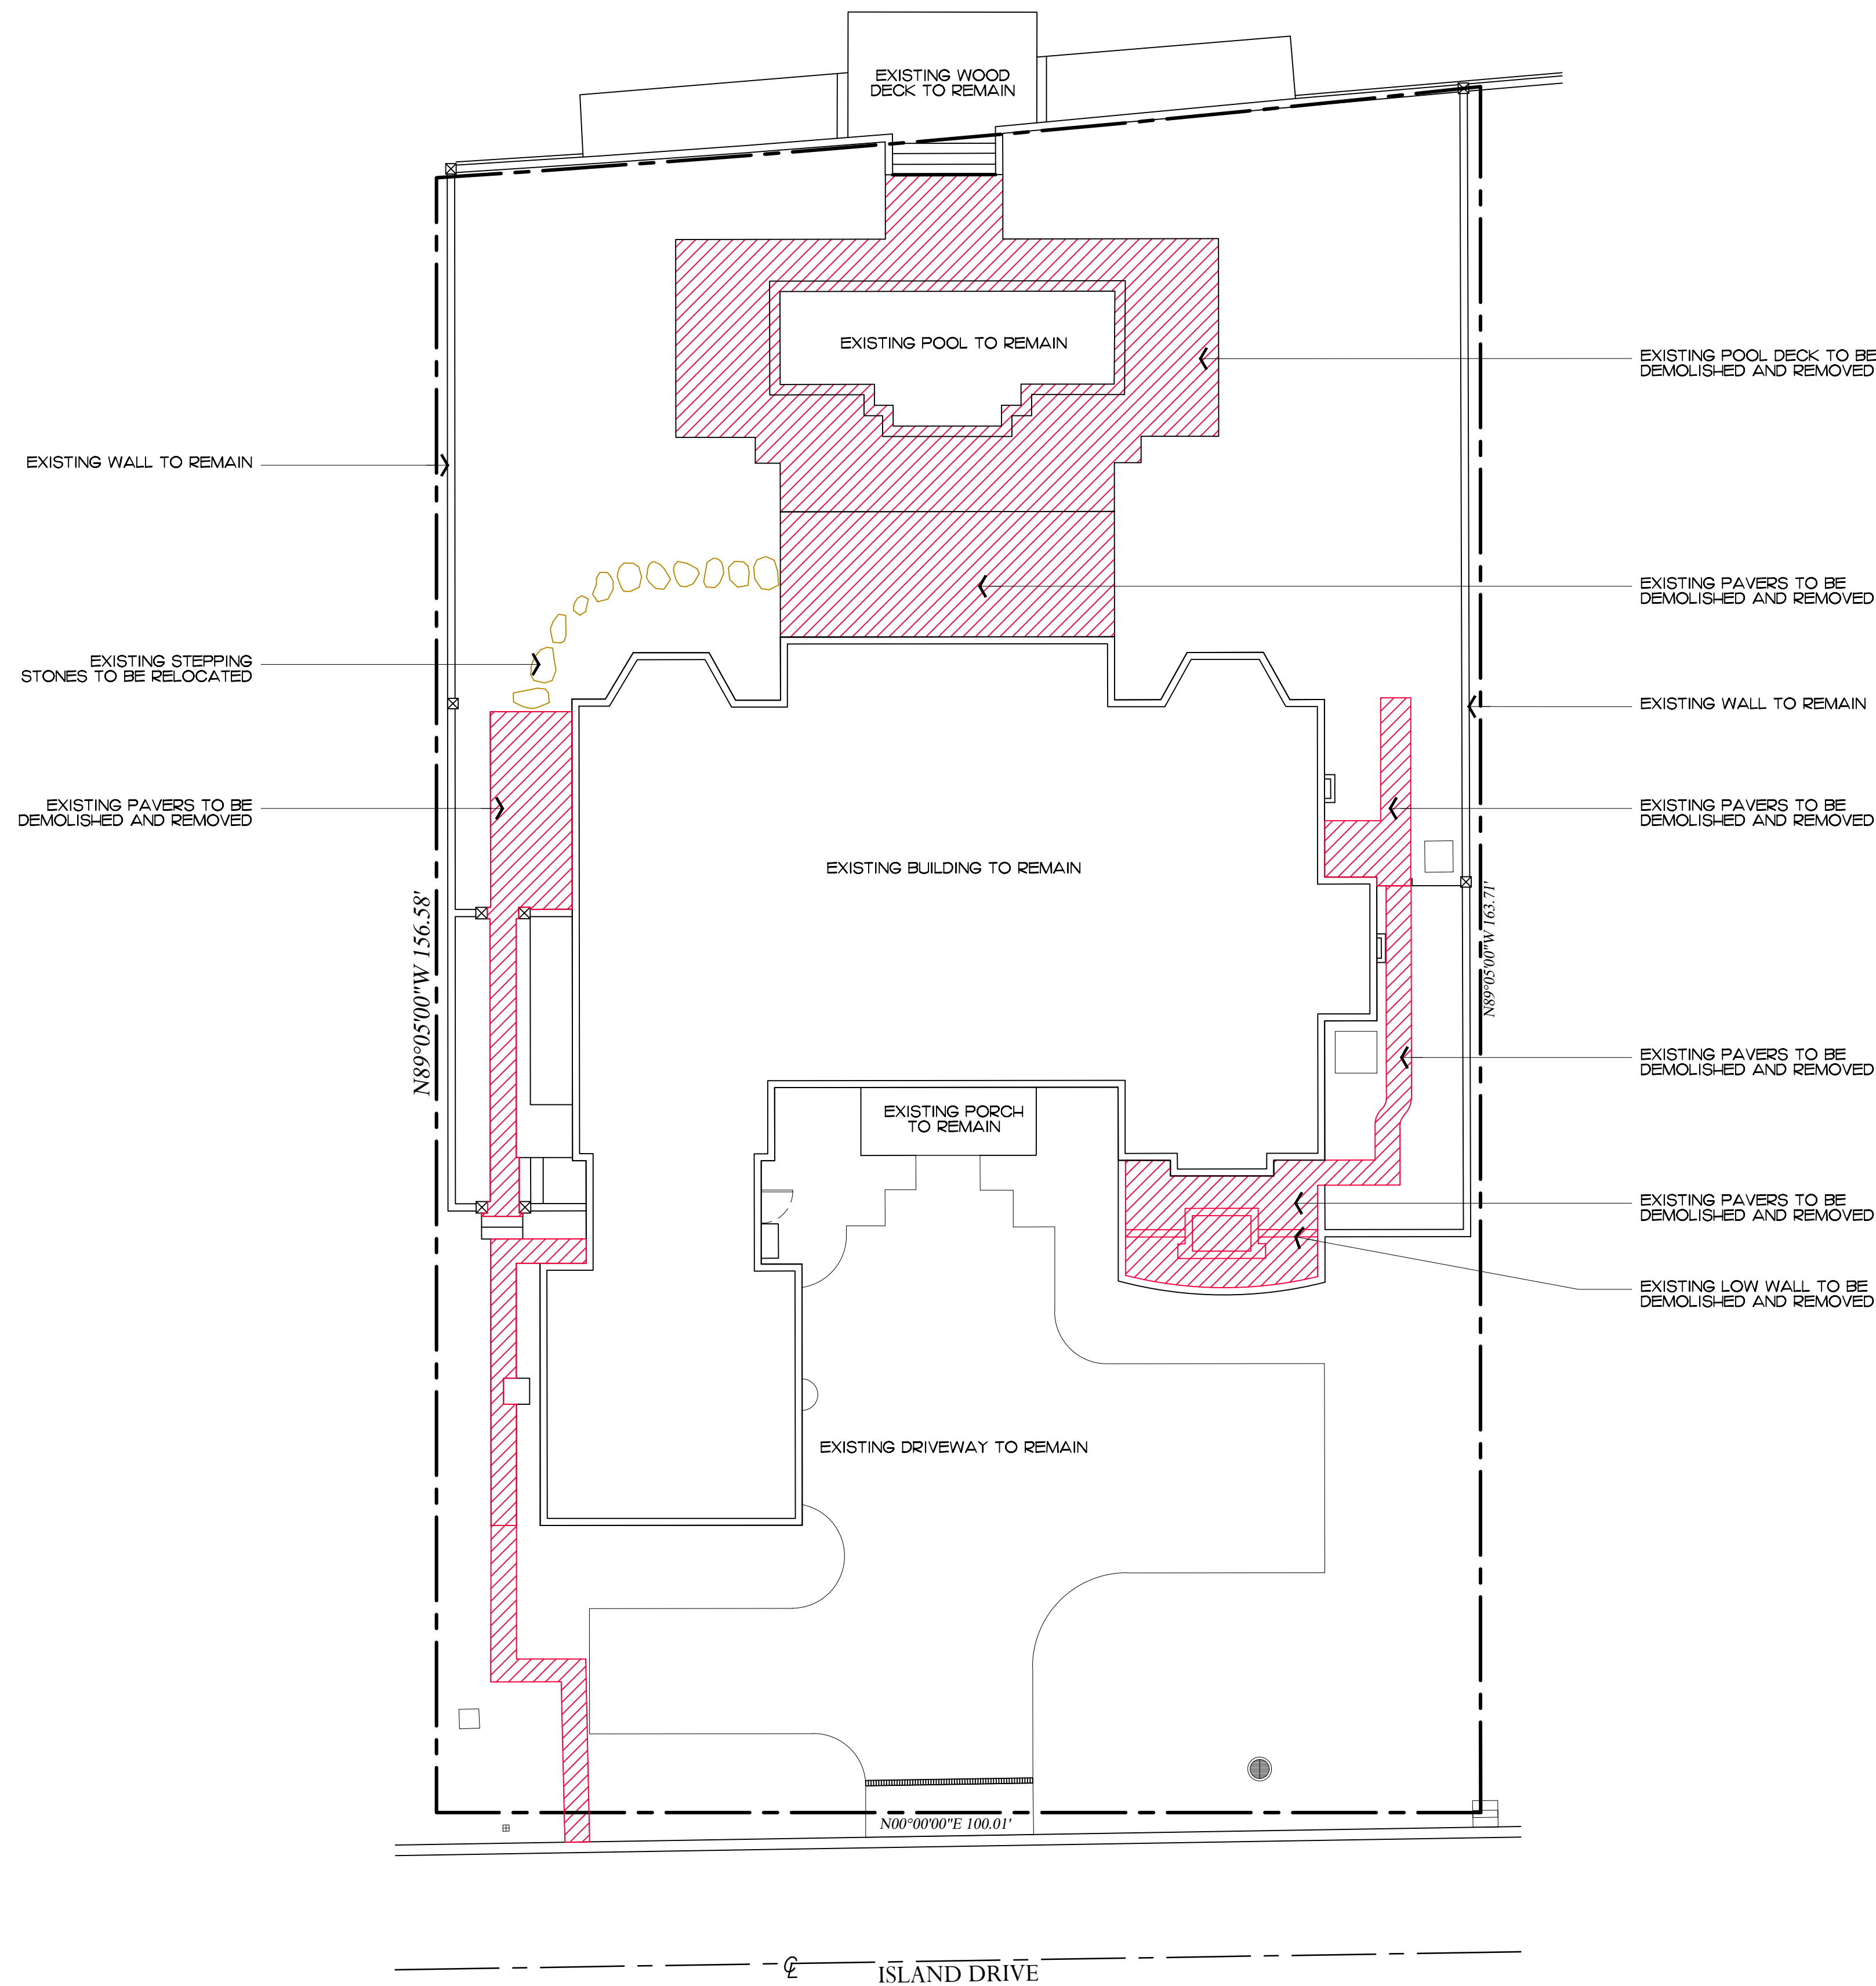 EXISTING WOOD
DECK TO REMAIN
EXISTING POOL TO REMAIN
EXISTING POOL DECK TO BE
DEMOLISHED AND REMOVED
EXISTING WALL TO REMAIN
EXISTING PAVERS TO BE
DEMOLISHED AND REMOVED
EXISTING STEPPING
STONES TO BE RELOCATED
EXISTING WALL TO REMAIN
EXISTING PAVERS TO BE
DEMOLISHED AND REMOVED
EXISTING PAVERS TO BE
DEMOLISHED AND REMOVED
EXISTING BUILDING TO REMAIN
N89°05'00"W 156.58'
N89°05'00"W 163.71'
EXISTING PAVERS TO BE
DEMOLISHED AND REMOVED
EXISTING PORCH
TO REMAIN
EXISTING PAVERS TO BE
DEMOLISHED AND REMOVED
EXISTING LOW WALL TO BE
DEMOLISHED AND REMOVED
EXISTING DRIVEWAY TO REMAIN
N00°00'00"E 100.01'
℄
ISLAND DRIVE